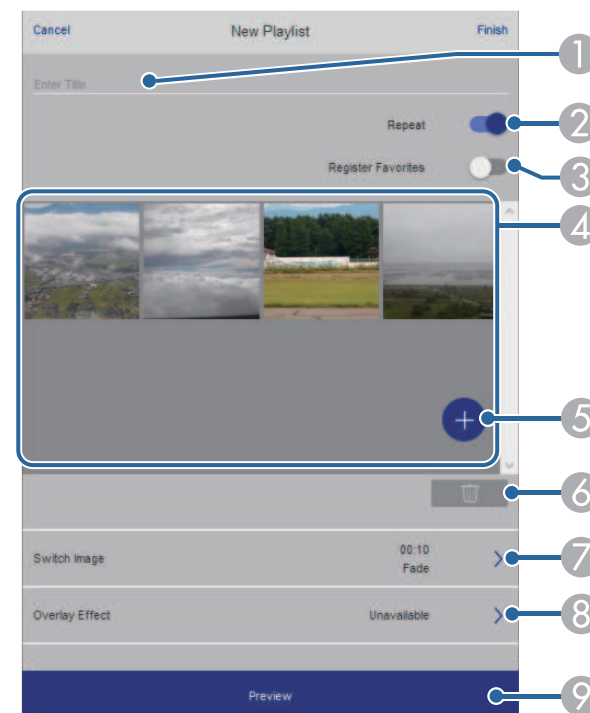 Cancel New Playlist Finish
1
Enter Title
Repeat
2
Register Favorites
3
4
+
5
6
Switch Image
00:10
Fade
7
Overlay Effect Unavailable
8
Preview
9